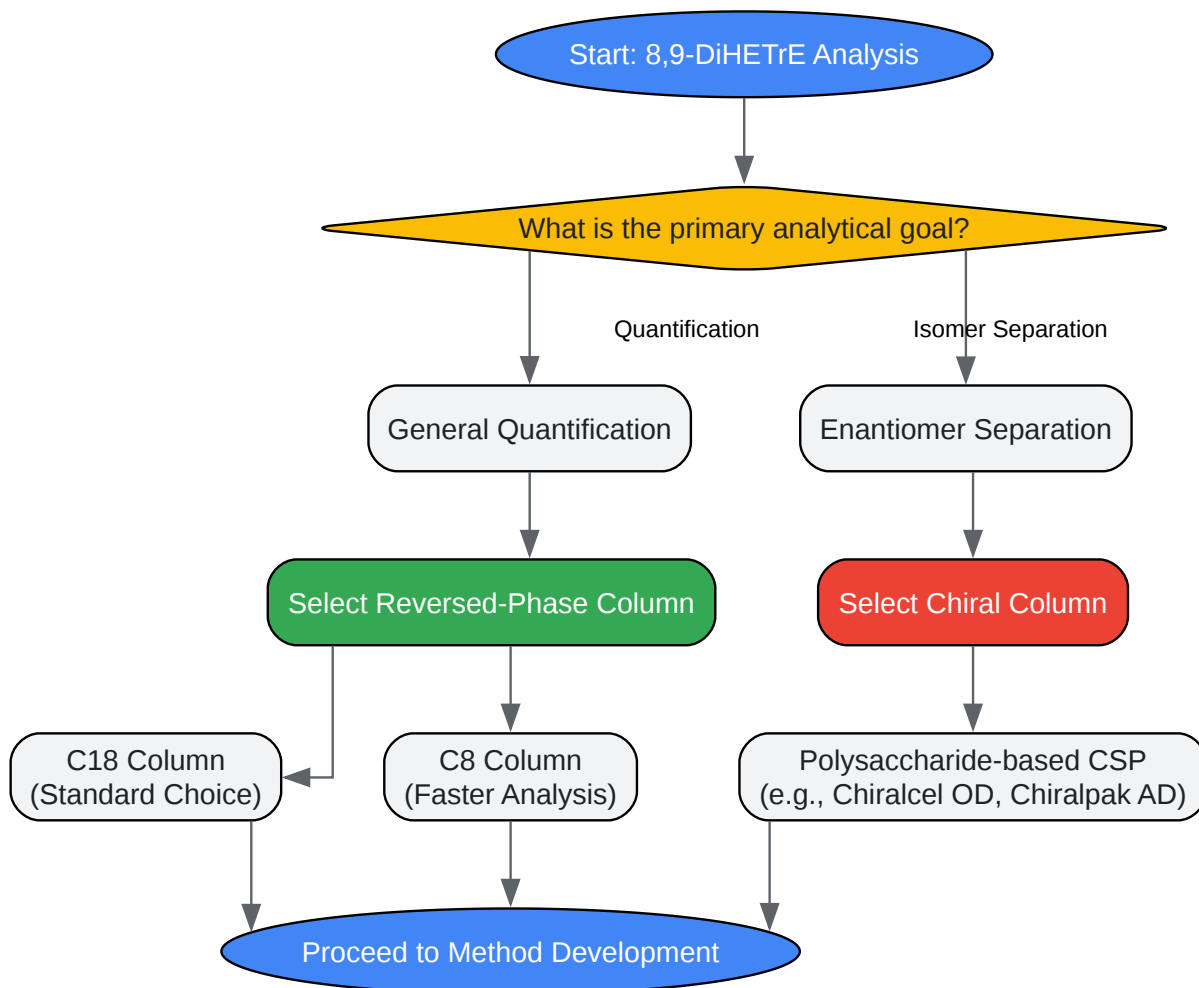 Start: 8,9-DiHETrE Analysis
What is the primary analytical goal?
Quantification
Isomer Separation
General Quantification
Enantiomer Separation
Select Reversed-Phase Column
Select Chiral Column
C18 Column
(Standard Choice)
C8 Column
(Faster Analysis)
Polysaccharide-based CSP
(e.g., Chiralcel OD, Chiralpak AD)
Proceed to Method Development